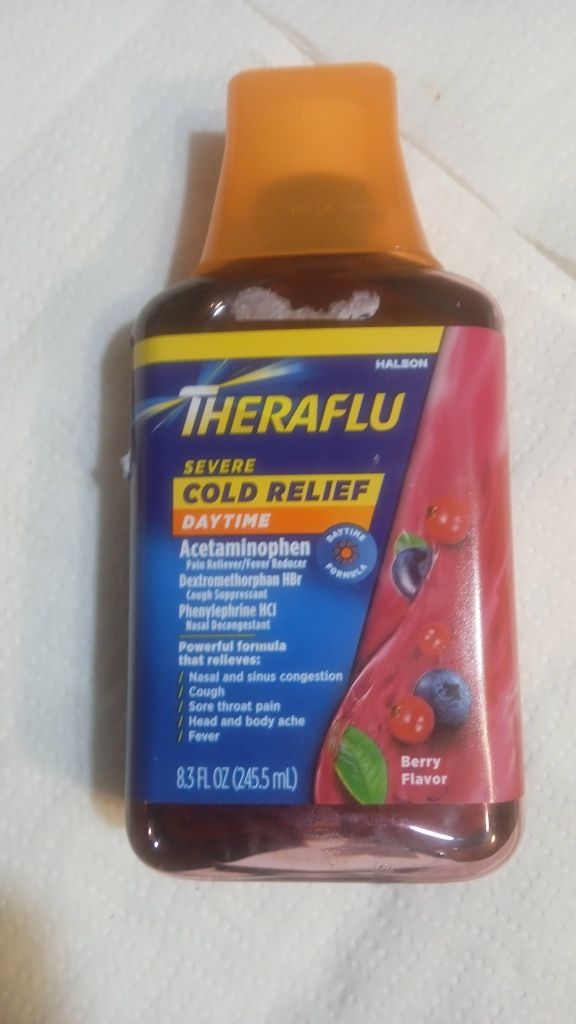 HALEON
THERAFLU
SEVERE
COLD RELIEF
DAYTIME
Acetaminophen
Pain Reliever/Fever Reducer
Dextromethorphan HBr
Cough Suppressant
Phenylephrine HCl
Nasal Decongestant
DAYTIME
FORMULA
Powerful formula
that relieves:
Nasal and sinus congestion
Cough
Sore throat pain
Head and body ache
Fever
8.3 FL OZ (245.5 mL)
Berry
Flavor